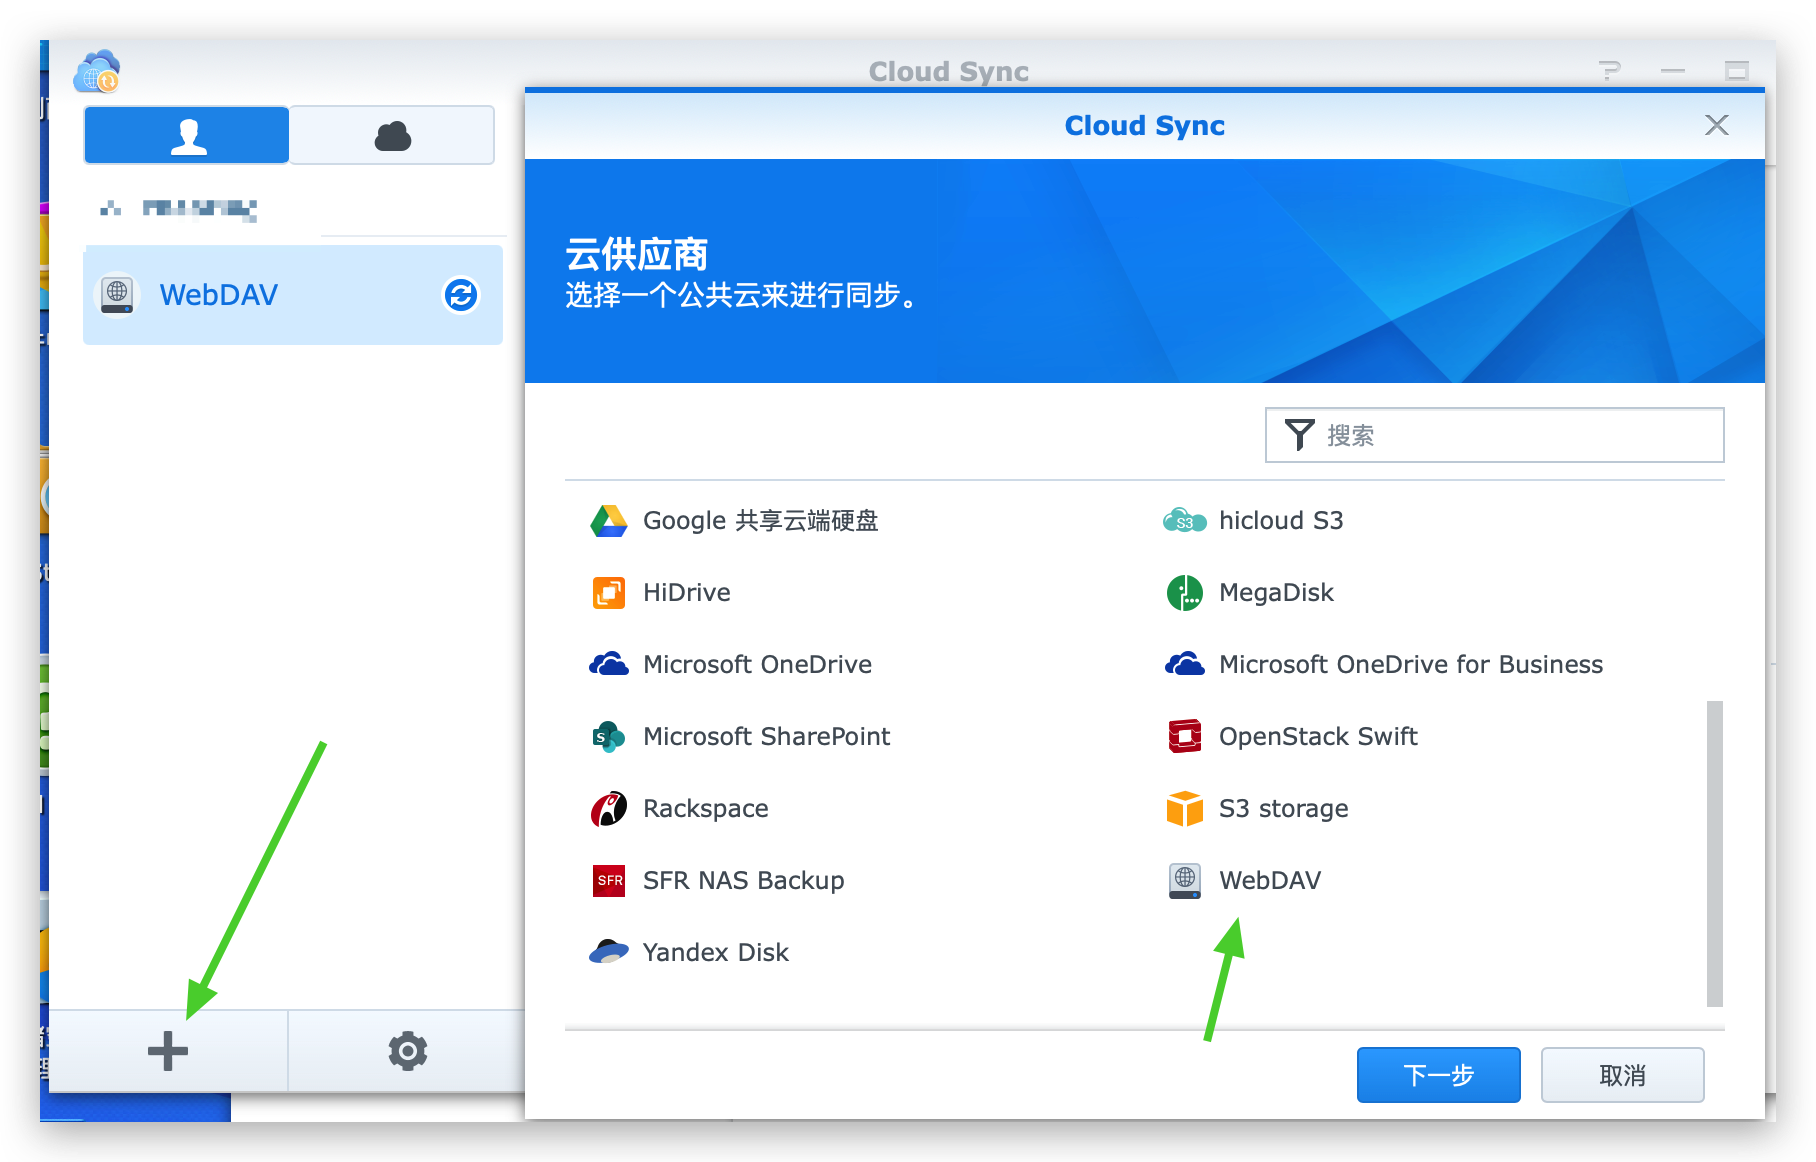 Cloud Sync
Cloud Sync
WebDAV
云供应商
选择一个公共云来进行同步。
搜索
Google 共享云端硬盘
hicloud S3
HiDrive
MegaDisk
Microsoft OneDrive
Microsoft OneDrive for Business
Microsoft SharePoint
OpenStack Swift
Rackspace
S3 storage
SFR
SFR NAS Backup
WebDAV
Yandex Disk
下一步
取消